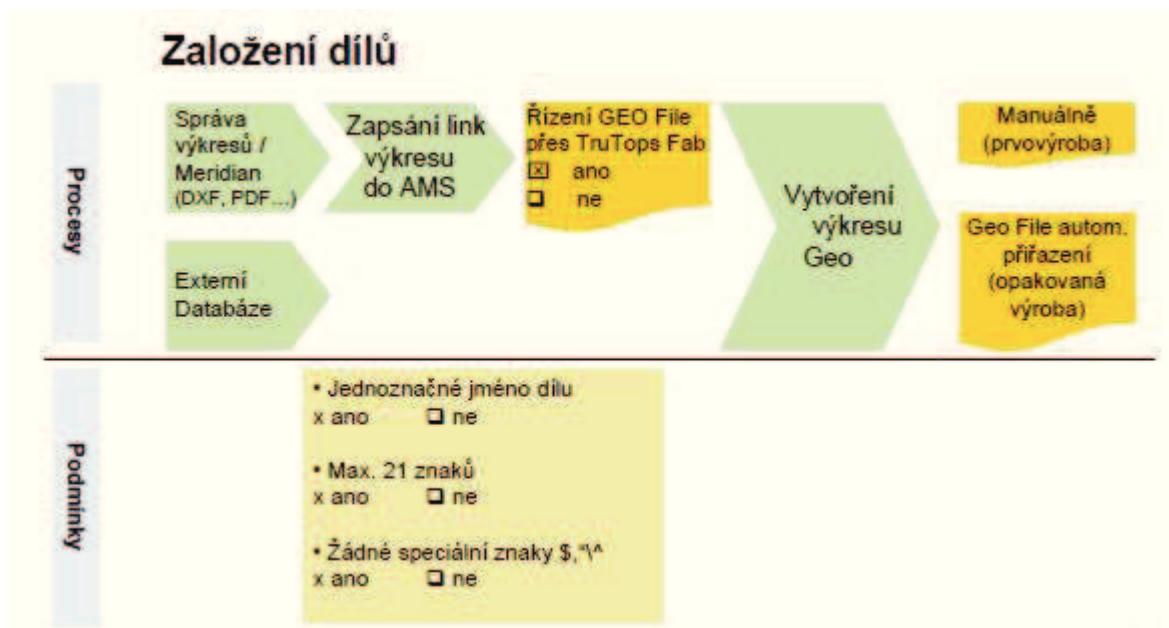 Založení dílů
Procesy
Správa
výkresů /
Meridian
(DXF, PDF...)
Externí
Databáze
Zapsání link
výkresu
do AMS
Řízení GEO File
přes TruTops Fab
☒ ano
❑ ne
Vytvoření
výkresu
Geo
Manuálně
(prvovýroba)
Geo File autom.
přiřazení
(opakovaná
výroba)
Podmínky
• Jednoznačné jméno dílu
x ano ❑ ne
• Max. 21 znaků
x ano ❑ ne
• Žádné speciální znaky $,"\^
x ano ❑ ne